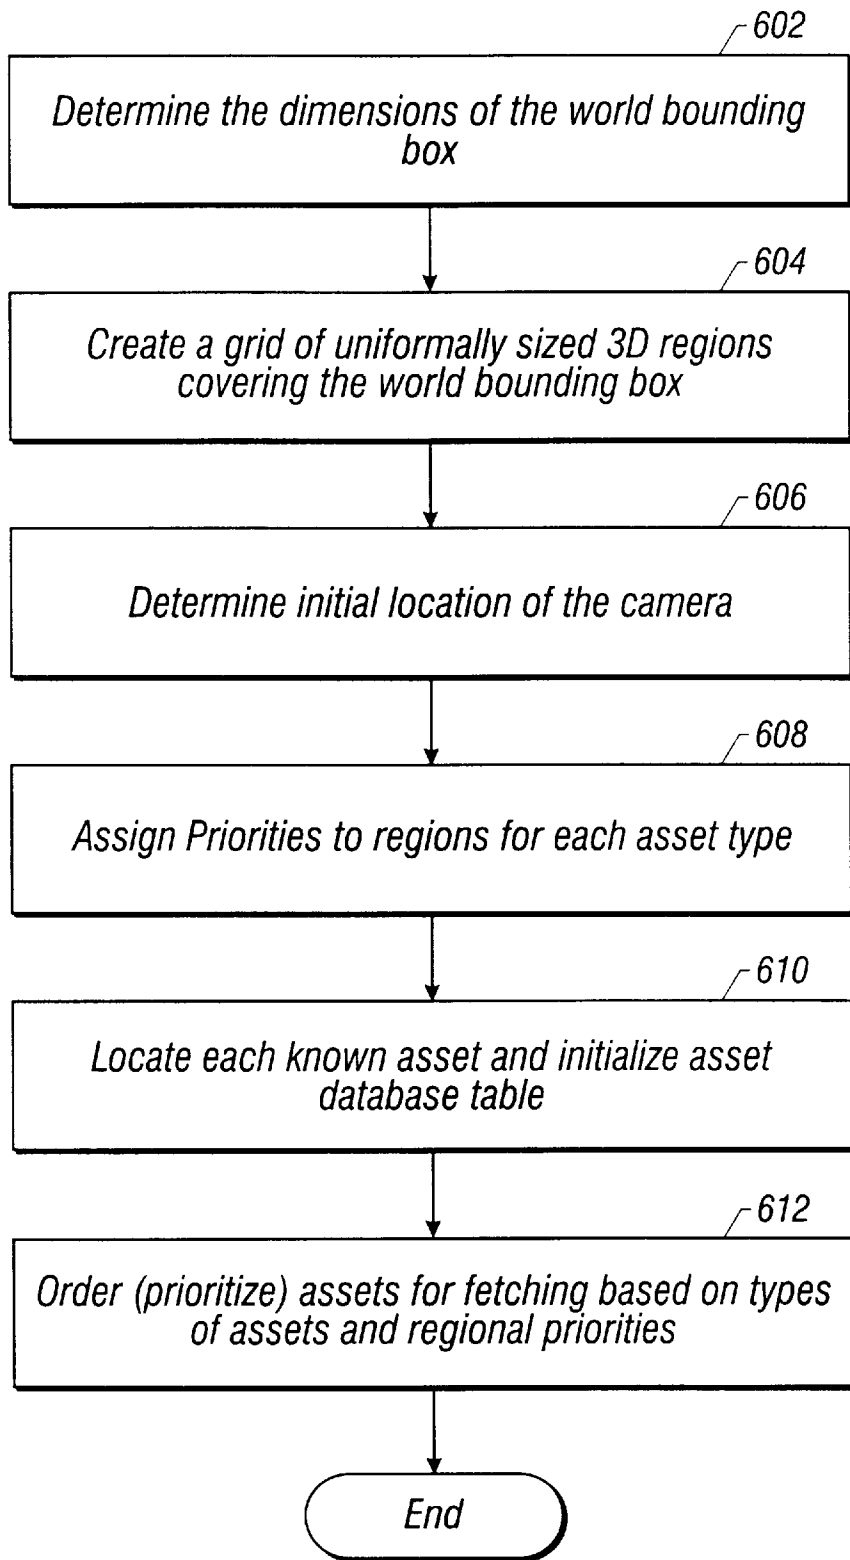 602
Determine the dimensions of the world bounding
box
604
Create a grid of uniformally sized 3D regions
covering the world bounding box
606
Determine initial location of the camera
608
Assign Priorities to regions for each asset type
610
Locate each known asset and initialize asset
database table
612
Order (prioritize) assets for fetching based on types
of assets and regional priorities
End